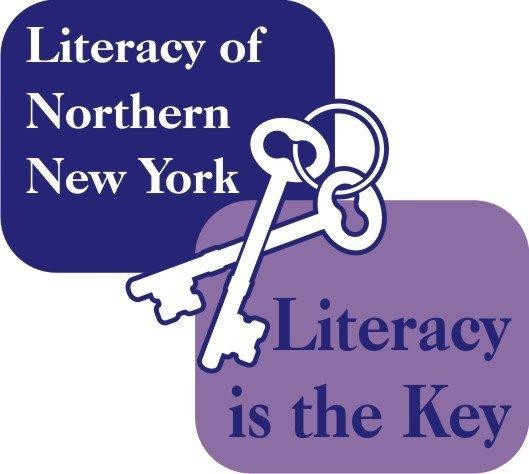 Literacy of
Northern
New York
Literacy
is the Key